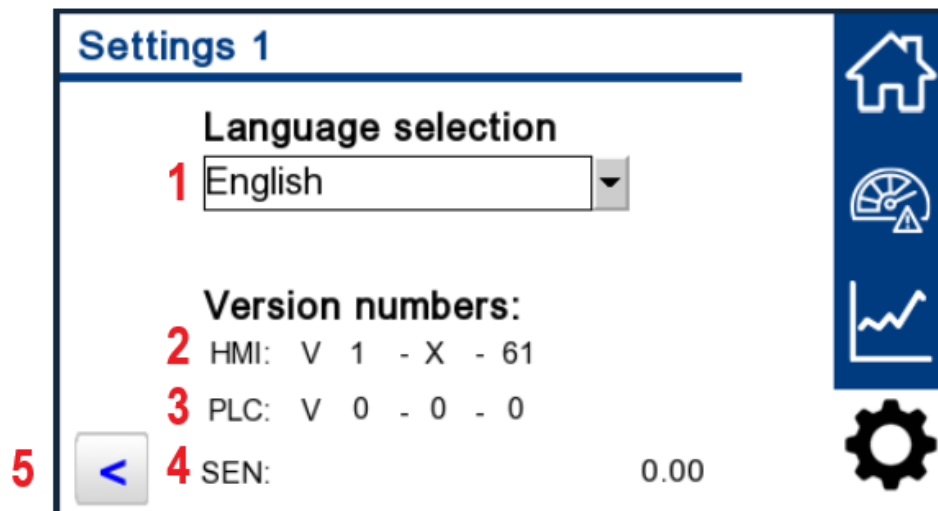 Settings 1
Language selection
1 English
Version numbers:
2 HMI: V 1 - X - 61
3 PLC: V 0 - 0 - 0
5 < 4 SEN: 0.00